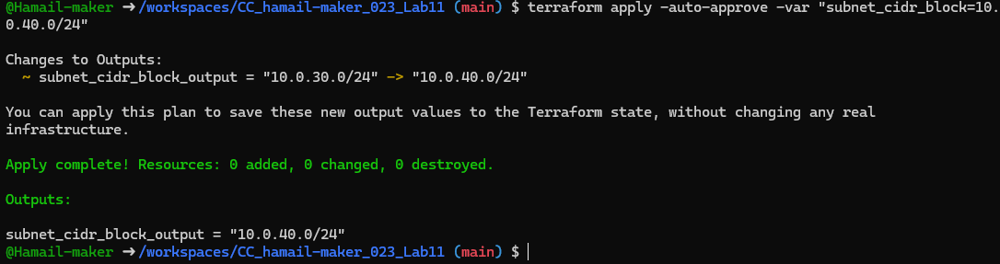 @Hamail-maker ➜ /workspaces/CC_hamail-maker_023_Lab11 (main) $ terraform apply -auto-approve -var "subnet_cidr_block=10.
0.40.0/24"
Changes to Outputs:
~ subnet_cidr_block_output = "10.0.30.0/24" -> "10.0.40.0/24"
You can apply this plan to save these new output values to the Terraform state, without changing any real
infrastructure.
Apply complete! Resources: 0 added, 0 changed, 0 destroyed.
Outputs:
subnet_cidr_block_output = "10.0.40.0/24"
@Hamail-maker ➜ /workspaces/CC_hamail-maker_023_Lab11 (main) $